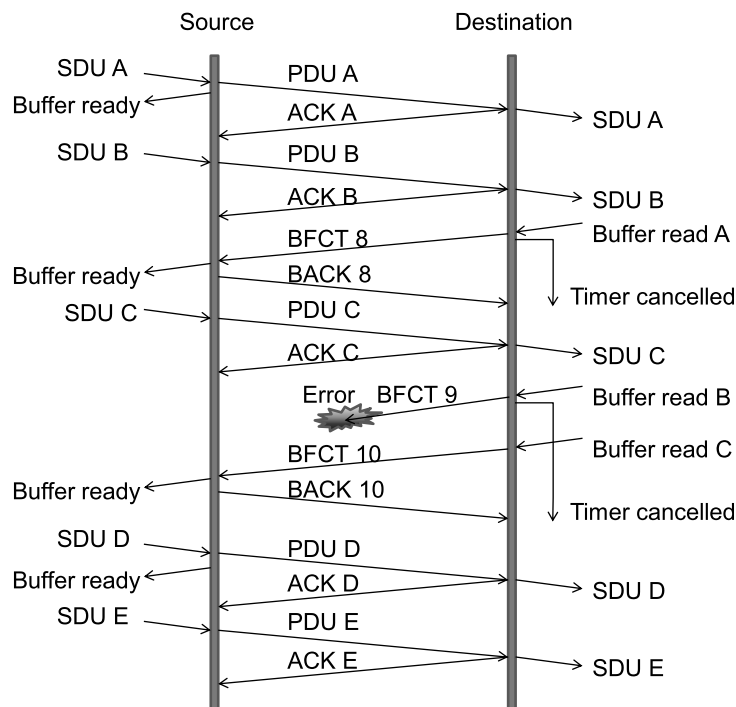 Source
Destination
SDU A
PDU A
Buffer ready
ACK A
SDU A
SDU B
PDU B
ACK B
SDU B
BFCT 8
Buffer read A
Buffer ready
BACK 8
Timer cancelled
SDU C
PDU C
ACK C
SDU C
Error
BFCT 9
Buffer read B
BFCT 10
Buffer read C
Buffer ready
BACK 10
Timer cancelled
SDU D
PDU D
Buffer ready
ACK D
SDU D
SDU E
PDU E
ACK E
SDU E